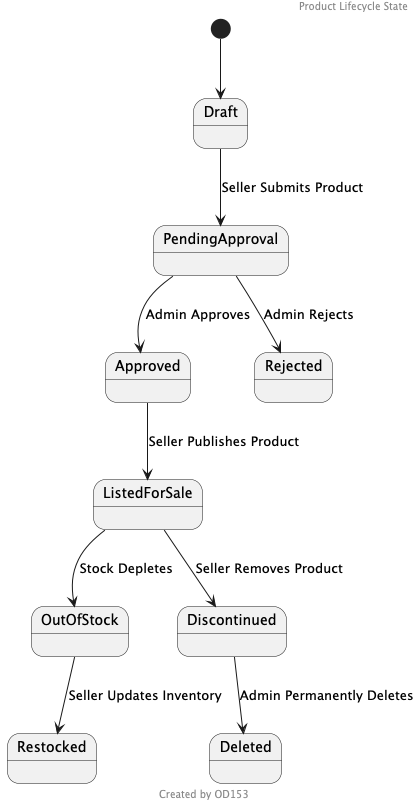 Product Lifecycle State
Draft
Seller Submits Product
PendingApproval
Admin Approves
Admin Rejects
Approved
Rejected
Seller Publishes Product
ListedForSale
Stock Depletes
Seller Removes Product
OutOfStock
Discontinued
Seller Updates Inventory
Admin Permanently Deletes
Restocked
Deleted
Created by OD153